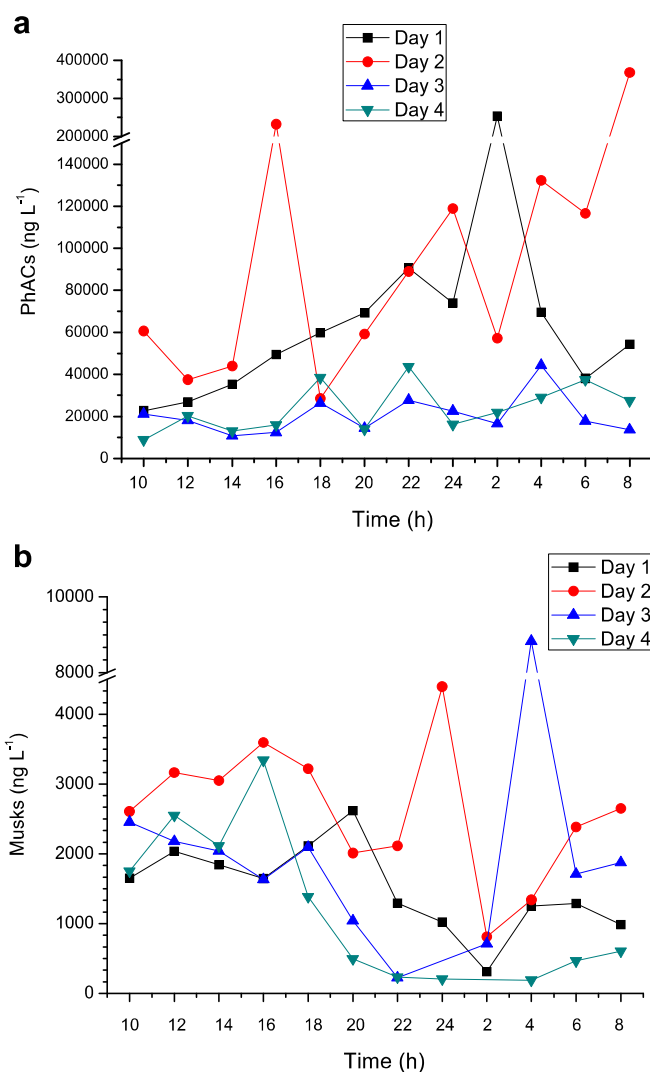 a
Day 1
Day 2
Day 3
Day 4
400000
300000
200000
140000
120000
100000
80000
60000
40000
20000
0
PhACs (ng L⁻¹)
10 12 14 16 18 20 22 24 2 4 6 8
Time (h)
b
Day 1
Day 2
Day 3
Day 4
10000
8000
4000
3000
2000
1000
0
Musks (ng L⁻¹)
10 12 14 16 20 22 24 2 4 6 8
Time (h)